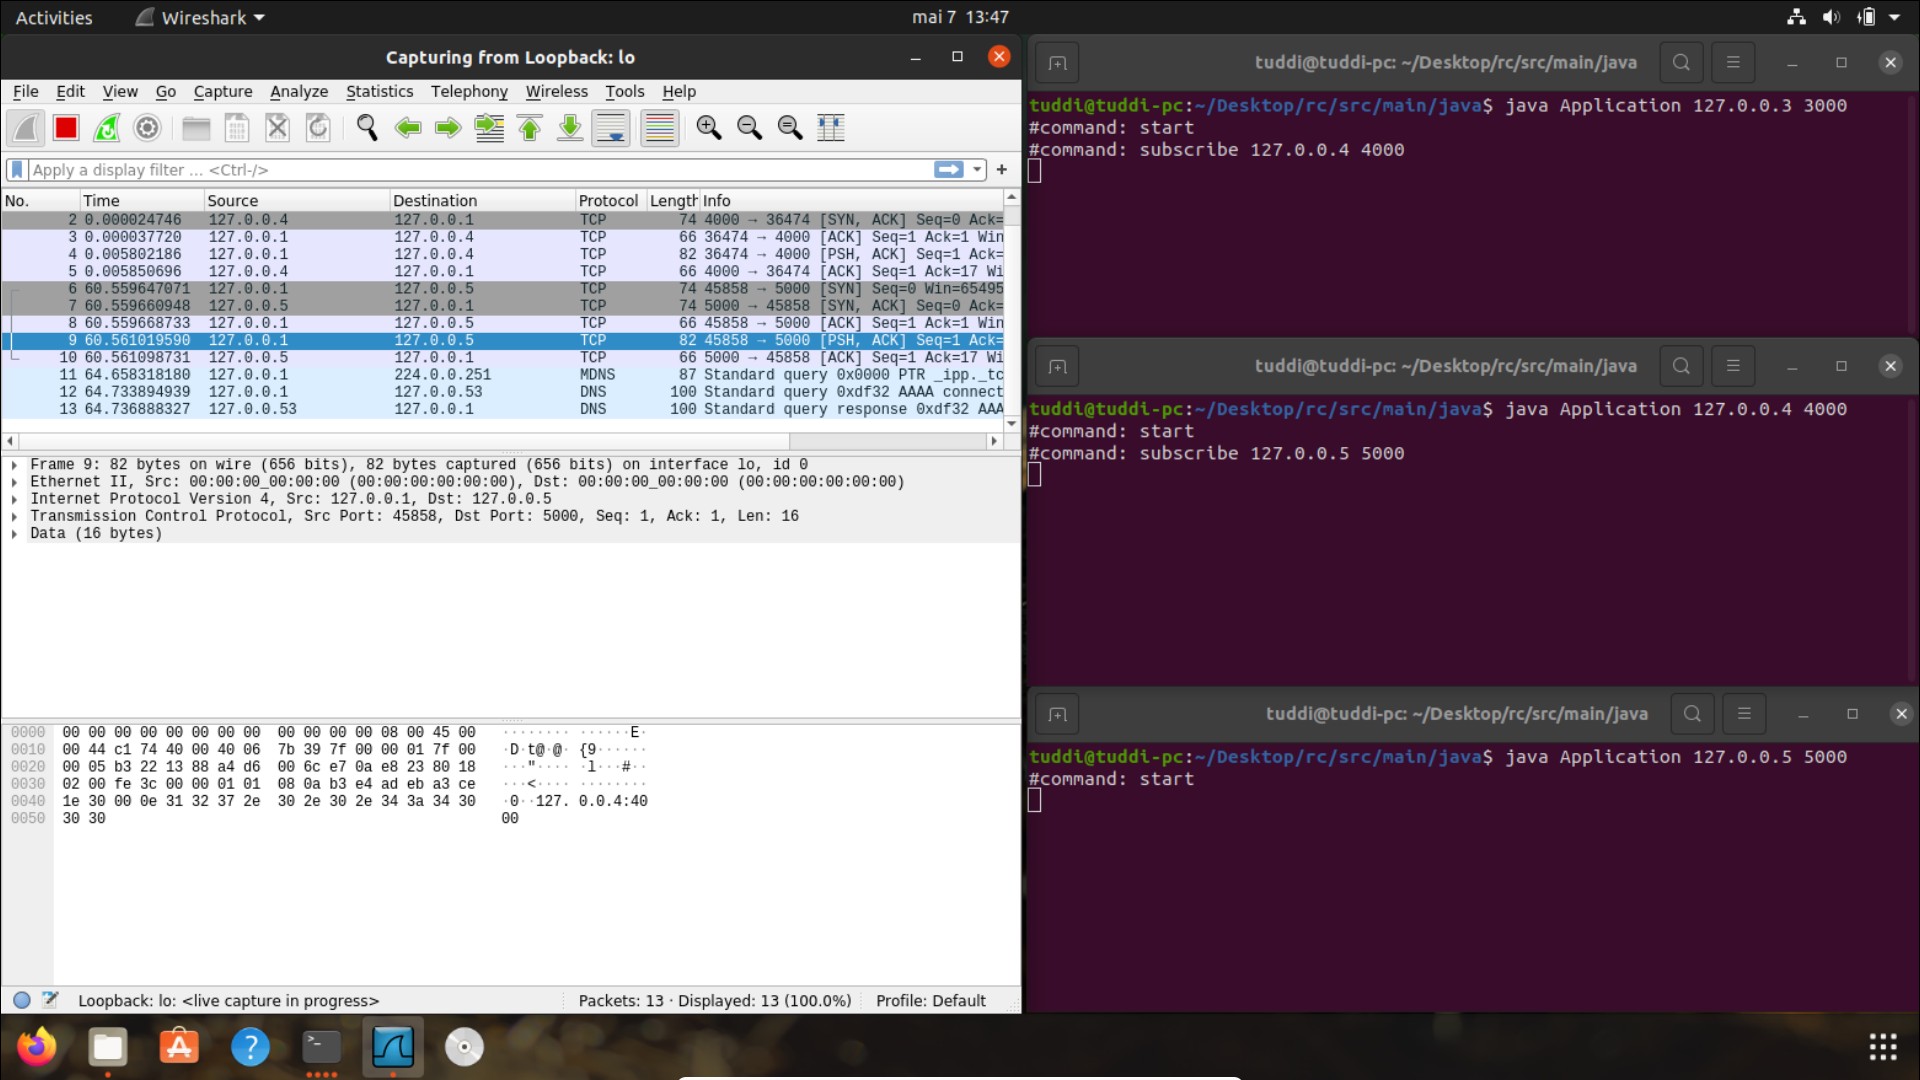 Activities
Wireshark
mai 7 13:47
Capturing from Loopback: lo
File Edit View Go Capture Analyze Statistics Telephony Wireless Tools Help
Apply a display filter ... <Ctrl-/>
+
No. Time Source Destination Protocol Length Info
2 0.000024746 127.0.0.4 127.0.0.1 TCP 74 4000 → 36474 [SYN, ACK] Seq=0 Ack=
3 0.000037720 127.0.0.1 127.0.0.4 TCP 66 36474 → 4000 [ACK] Seq=1 Ack=1 Win
4 0.005802186 127.0.0.1 127.0.0.4 TCP 82 36474 → 4000 [PSH, ACK] Seq=1 Ack=
5 0.005850696 127.0.0.4 127.0.0.1 TCP 66 4000 → 36474 [ACK] Seq=1 Ack=17 Wi
6 60.559647071 127.0.0.1 127.0.0.5 TCP 74 45858 → 5000 [SYN] Seq=0 Win=65495
7 60.559660948 127.0.0.5 127.0.0.1 TCP 74 5000 → 45858 [SYN, ACK] Seq=0 Ack=
8 60.559668733 127.0.0.1 127.0.0.5 TCP 66 45858 → 5000 [ACK] Seq=1 Ack=1 Win
9 60.561019590 127.0.0.1 127.0.0.5 TCP 82 45858 → 5000 [PSH, ACK] Seq=1 Ack=
10 60.561098731 127.0.0.5 127.0.0.1 TCP 66 5000 → 45858 [ACK] Seq=1 Ack=17 Wi
11 64.658318180 127.0.0.1 224.0.0.251 MDNS 87 Standard query 0x0000 PTR _ipp._tc
12 64.733894939 127.0.0.1 127.0.0.53 DNS 100 Standard query 0xdf32 AAAA connect
13 64.736888327 127.0.0.53 127.0.0.1 DNS 100 Standard query response 0xdf32 AAA
Frame 9: 82 bytes on wire (656 bits), 82 bytes captured (656 bits) on interface lo, id 0
Ethernet II, Src: 00:00:00_00:00:00 (00:00:00:00:00:00), Dst: 00:00:00_00:00:00 (00:00:00:00:00:00)
Internet Protocol Version 4, Src: 127.0.0.1, Dst: 127.0.0.5
Transmission Control Protocol, Src Port: 45858, Dst Port: 5000, Seq: 1, Ack: 1, Len: 16
Data (16 bytes)
0000 00 00 00 00 00 00 00 00 00 00 00 00 08 00 45 00 ········ ······E·
0010 00 44 c1 74 40 00 40 06 7b 39 7f 00 00 01 7f 00 ·D·t@·@· {9······
0020 00 05 b3 22 13 88 a4 d6 00 6c e7 0a e8 23 80 18 ···"···· ·l···#··
0030 02 00 fe 3c 00 00 01 01 08 0a b3 e4 ad eb a3 ce ···<···· ········
0040 1e 30 00 0e 31 32 37 2e 30 2e 30 2e 34 3a 34 30 ·0··127. 0.0.4:40
0050 30 30 00
Loopback: lo: <live capture in progress> Packets: 13 · Displayed: 13 (100.0%) Profile: Default
tuddi@tuddi-pc: ~/Desktop/rc/src/main/java
tuddi@tuddi-pc:~/Desktop/rc/src/main/java$ java Application 127.0.0.3 3000
#command: start
#command: subscribe 127.0.0.4 4000
tuddi@tuddi-pc: ~/Desktop/rc/src/main/java
tuddi@tuddi-pc:~/Desktop/rc/src/main/java$ java Application 127.0.0.4 4000
#command: start
#command: subscribe 127.0.0.5 5000
tuddi@tuddi-pc: ~/Desktop/rc/src/main/java
tuddi@tuddi-pc:~/Desktop/rc/src/main/java$ java Application 127.0.0.5 5000
#command: start